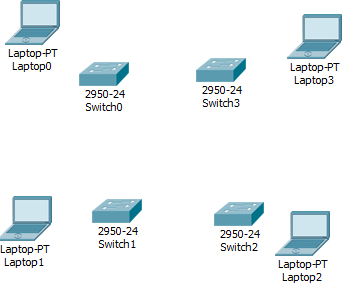 Laptop-PT
Laptop0
2950-24
Switch0
2950-24
Switch3
Laptop-PT
Laptop3
Laptop-PT
Laptop1
2950-24
Switch1
2950-24
Switch2
Laptop-PT
Laptop2